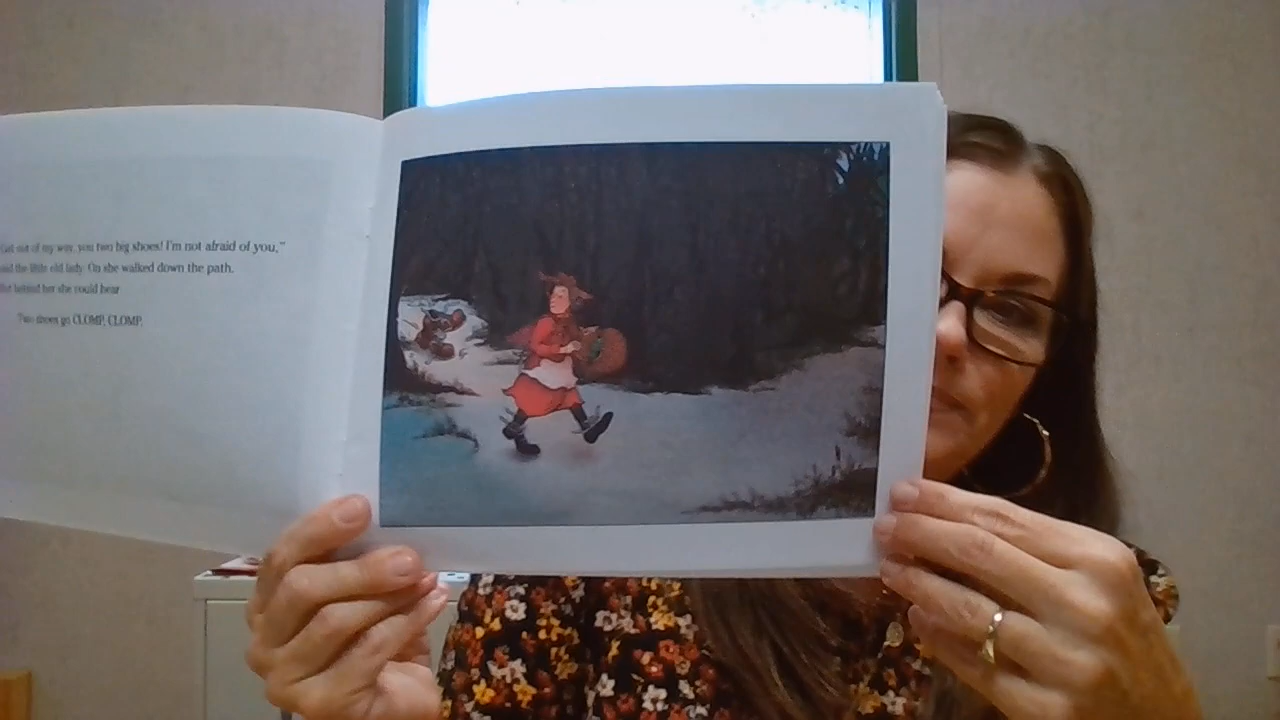 Get out of my way, you two big shoes! I'm not afraid of you,"
said the little old lady. On she walked down the path.
But behind her she could hear
Two shoes go CLOMP, CLOMP.